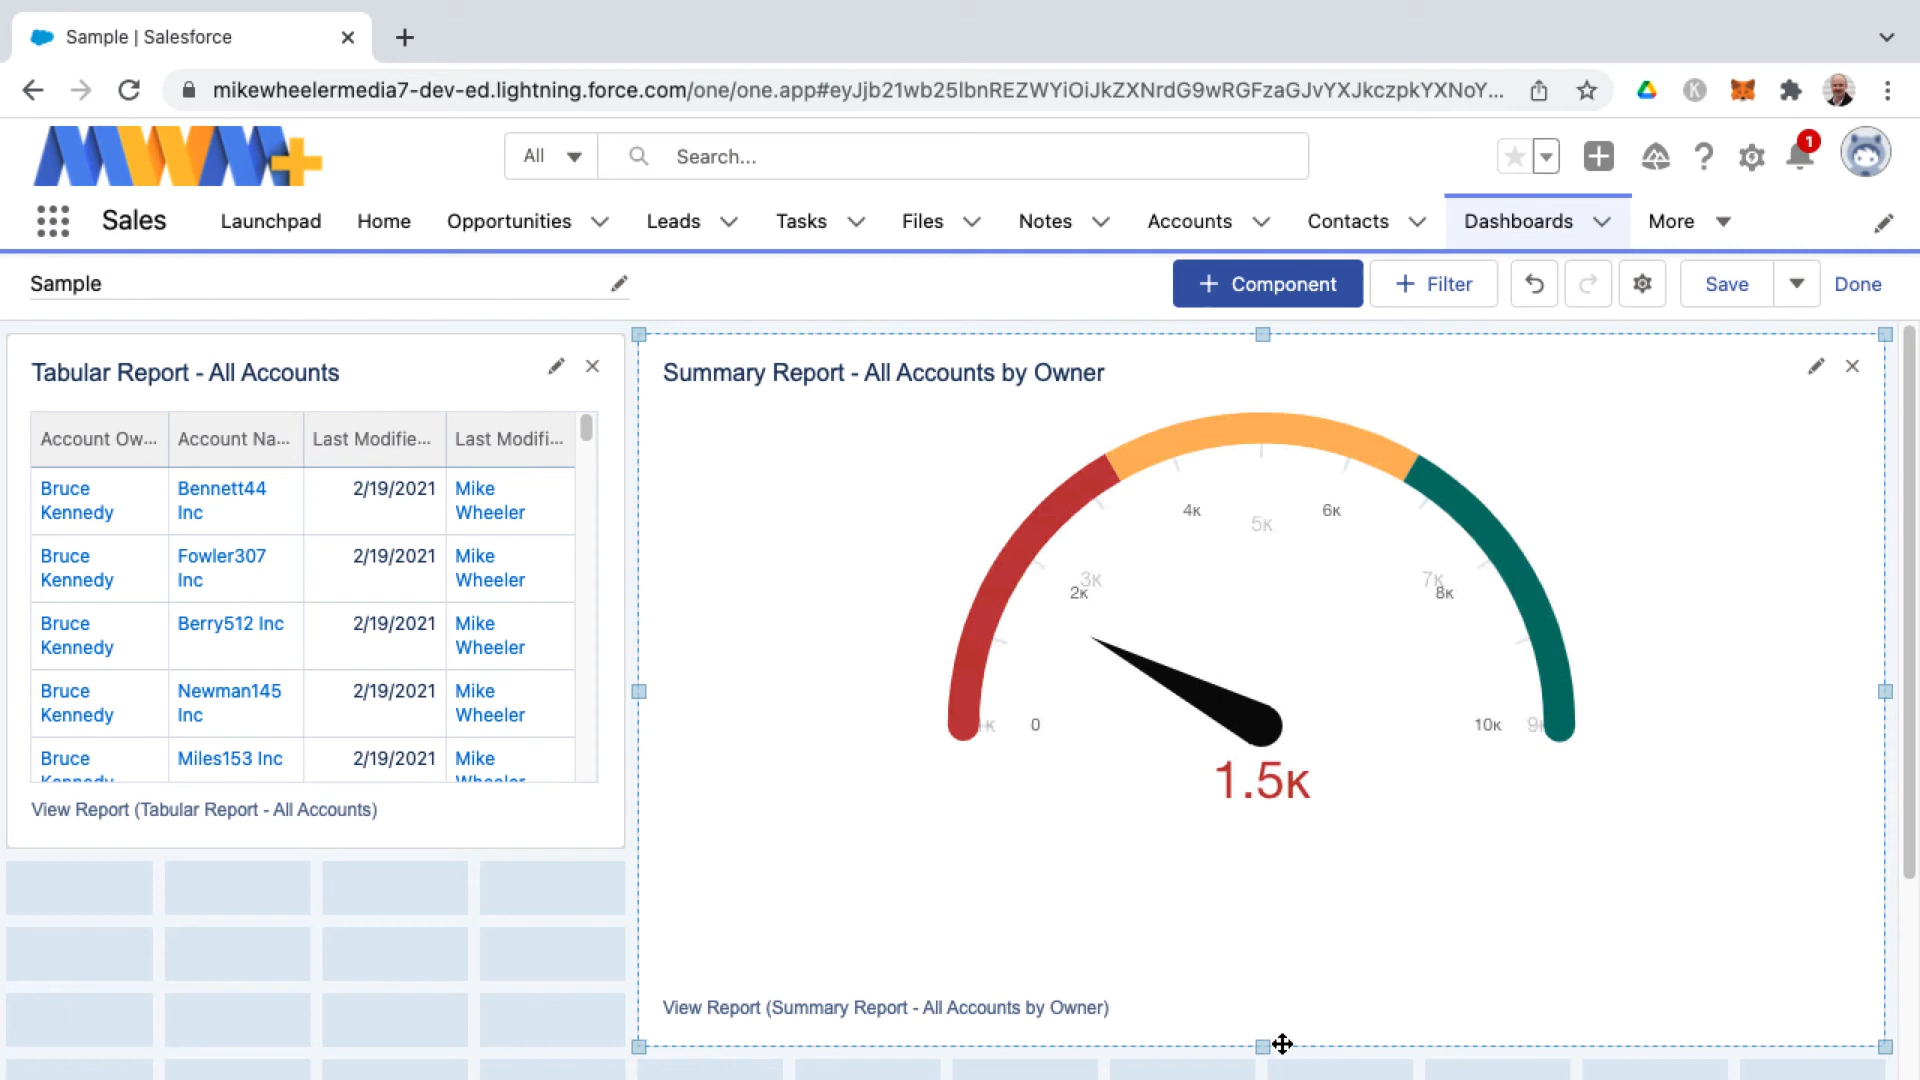 Sample | Salesforce
mikewheelermedia7-dev-ed.lightning.force.com/one/one.app#eyJjb21wb25lbnREZWYiOiJkZXNrdG9wRGFzaGJvYXJkczpkYXNoY...
K
MWM+
All
Search...
1
Sales
Launchpad
Home
Opportunities
Leads
Tasks
Files
Notes
Accounts
Contacts
Dashboards
More
Sample
+ Component
+ Filter
Save
Done
Tabular Report - All Accounts
Account Ow... Account Na... Last Modifie... Last Modifi...
Bruce Bennett44 2/19/2021 Mike
Kennedy Inc Wheeler
Bruce Fowler307 2/19/2021 Mike
Kennedy Inc Wheeler
Bruce Berry512 Inc 2/19/2021 Mike
Kennedy Wheeler
Bruce Newman145 2/19/2021 Mike
Kennedy Inc Wheeler
Bruce Miles153 Inc 2/19/2021 Mike
Kennedy Wheeler
View Report (Tabular Report - All Accounts)
Summary Report - All Accounts by Owner
4K 5K 6K
3K 7K
2K 8K
0 10K
1.5K
View Report (Summary Report - All Accounts by Owner)